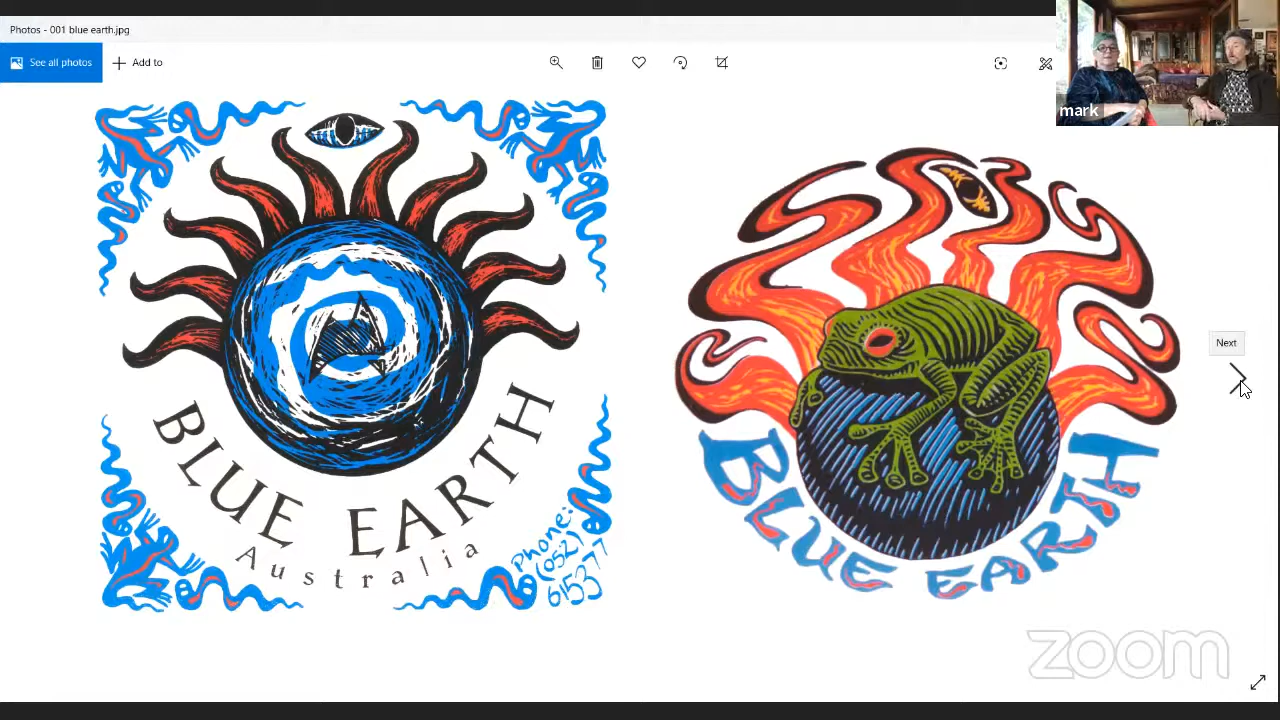 Photos - 001 blue earth.jpg
See all photos
Add to
mark
BLUE EARTH
Australia
Phone:
(052)
615377
BLUE EARTH
Next
zoom